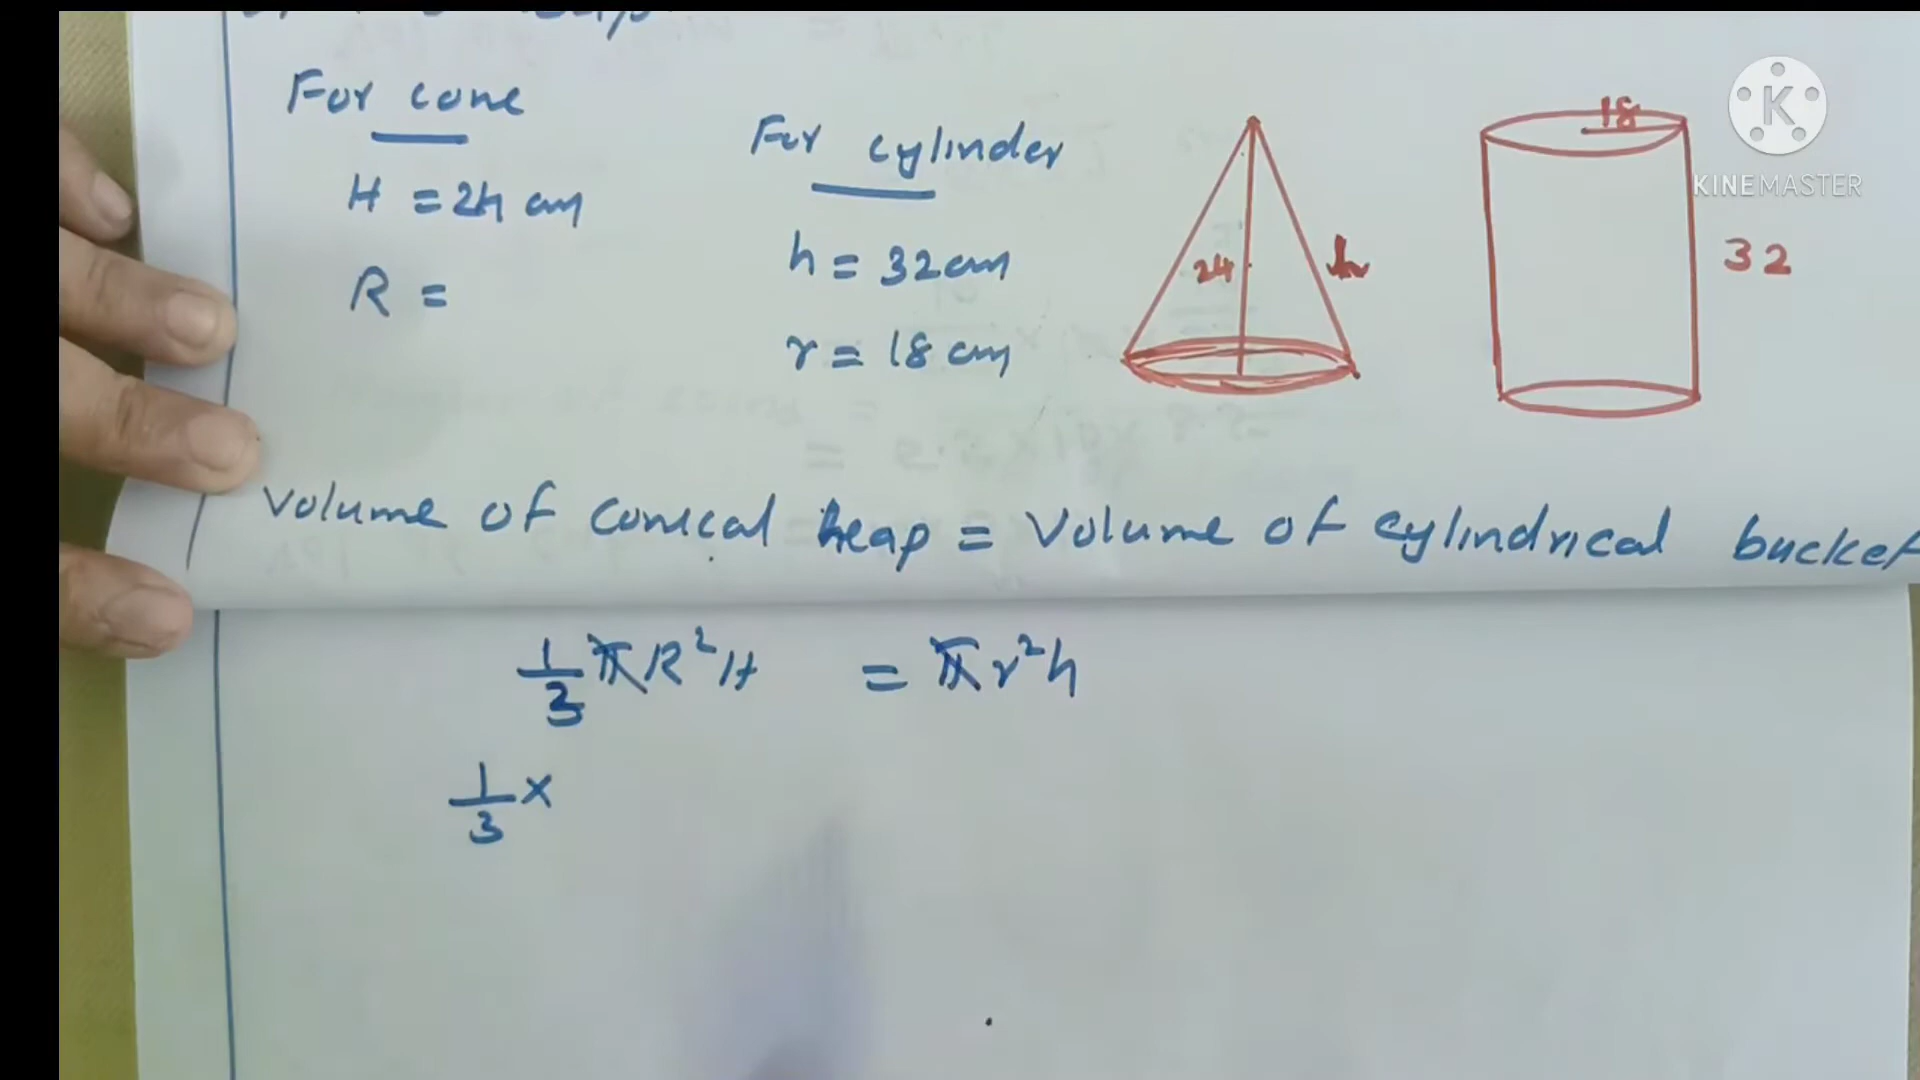 For cone
H = 24 cm
R =
For cylinder
h = 32 cm
r = 18 cm
24
h
18
32
KINEMASTER
Volume of conical heap = Volume of cylindrical bucket
1/3 πR²H = πr²h
1/3 ×